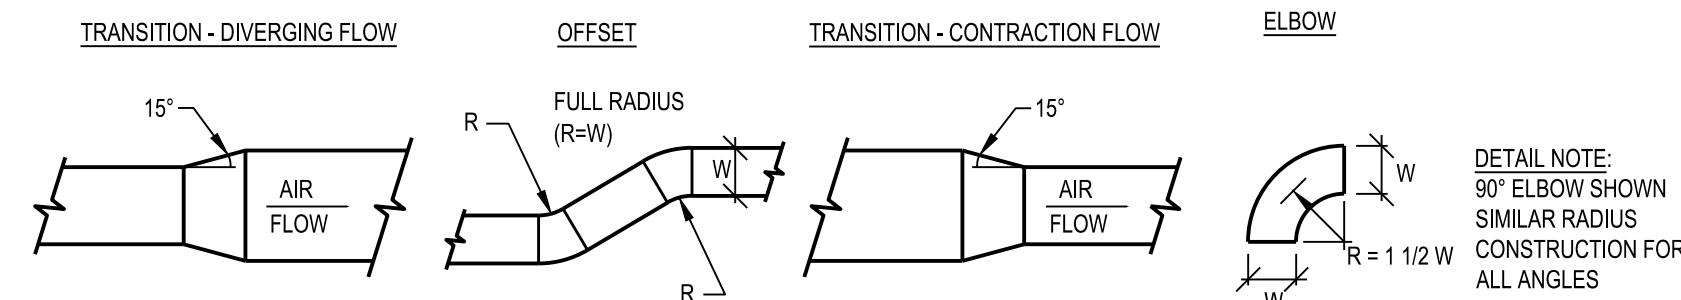 TRANSITION - DIVERGING FLOW
15°
AIR
FLOW
OFFSET
FULL RADIUS
(R=W)
R
W
R
TRANSITION - CONTRACTION FLOW
15°
AIR
FLOW
ELBOW
W
R = 1 1/2 W
W
DETAIL NOTE:
90° ELBOW SHOWN
SIMILAR RADIUS
CONSTRUCTION FOR
ALL ANGLES